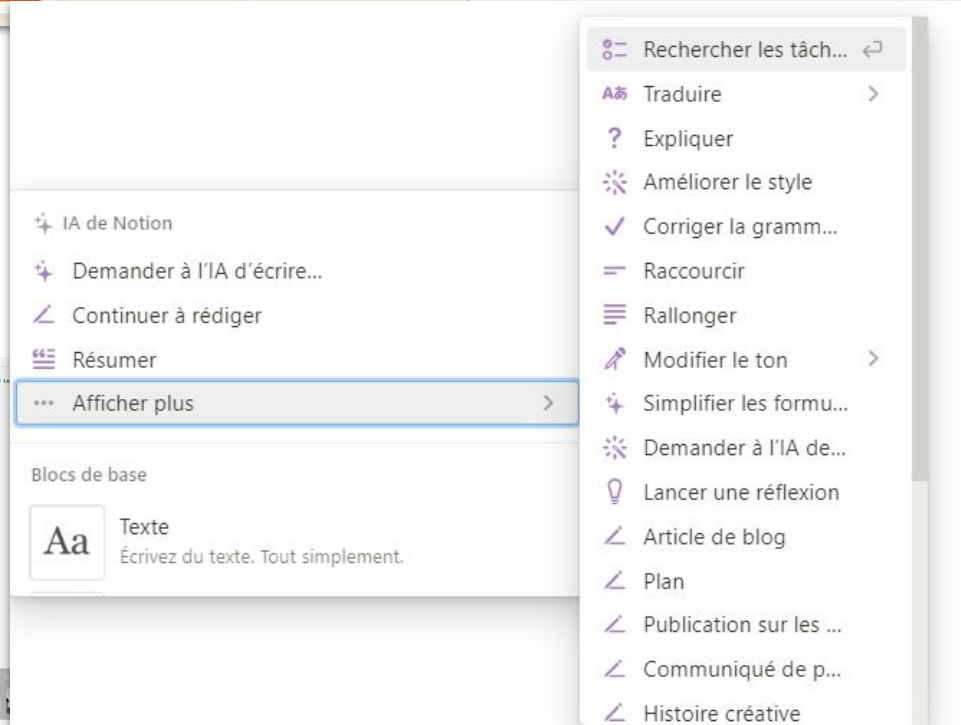 IA de Notion
Demander à l'IA d'écrire...
Continuer à rédiger
Résumer
Afficher plus
Blocs de base
Aa
Texte
Écrivez du texte. Tout simplement.
Rechercher les tâch...
Aあ Traduire
? Expliquer
Améliorer le style
Corriger la gramm...
Raccourcir
Rallonger
Modifier le ton
Simplifier les formu...
Demander à l'IA de...
Lancer une réflexion
Article de blog
Plan
Publication sur les ...
Communiqué de p...
Histoire créative